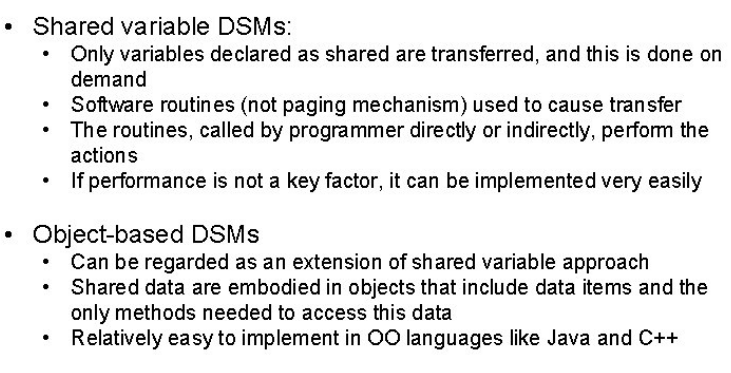 • Shared variable DSMs:
• Only variables declared as shared are transferred, and this is done on
demand
• Software routines (not paging mechanism) used to cause transfer
• The routines, called by programmer directly or indirectly, perform the
actions
• If performance is not a key factor, it can be implemented very easily
• Object-based DSMs
• Can be regarded as an extension of shared variable approach
• Shared data are embodied in objects that include data items and the
only methods needed to access this data
• Relatively easy to implement in OO languages like Java and C++